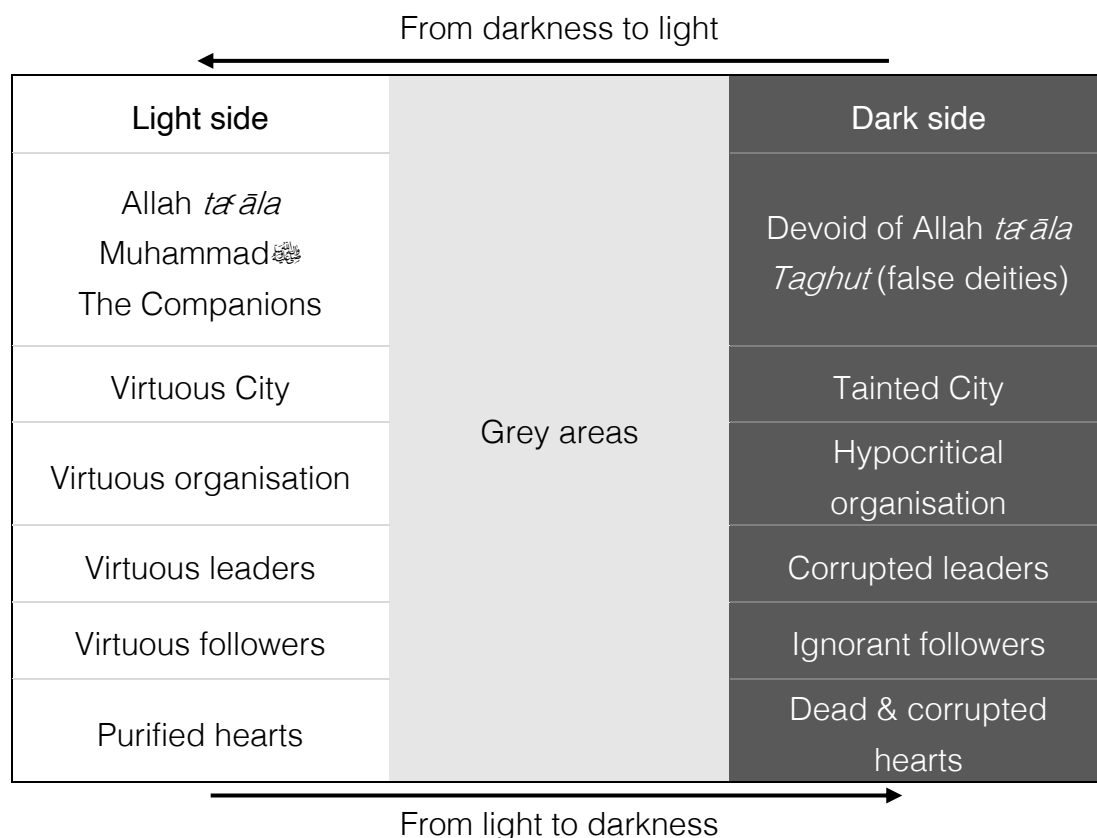 From darkness to light
Light side
Dark side
Allah taʿāla
Muhammadﷺ
The Companions
Devoid of Allah taʿāla
Taghut (false deities)
Virtuous City
Tainted City
Grey areas
Virtuous organisation
Hypocritical
organisation
Virtuous leaders
Corrupted leaders
Virtuous followers
Ignorant followers
Purified hearts
Dead & corrupted
hearts
From light to darkness